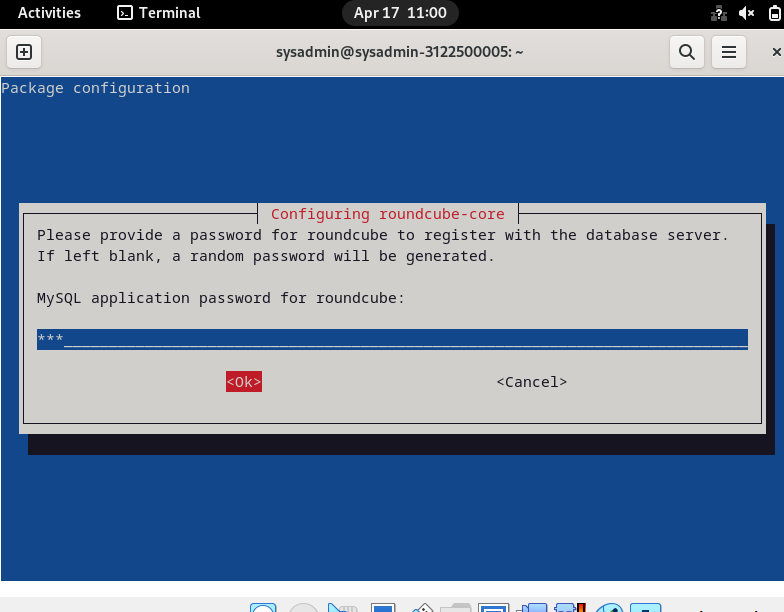 Activities Terminal Apr 17 11:00
sysadmin@sysadmin-3122500005: ~
Package configuration
Configuring roundcube-core
Please provide a password for roundcube to register with the database server.
If left blank, a random password will be generated.
MySQL application password for roundcube:
***
<Ok> <Cancel>